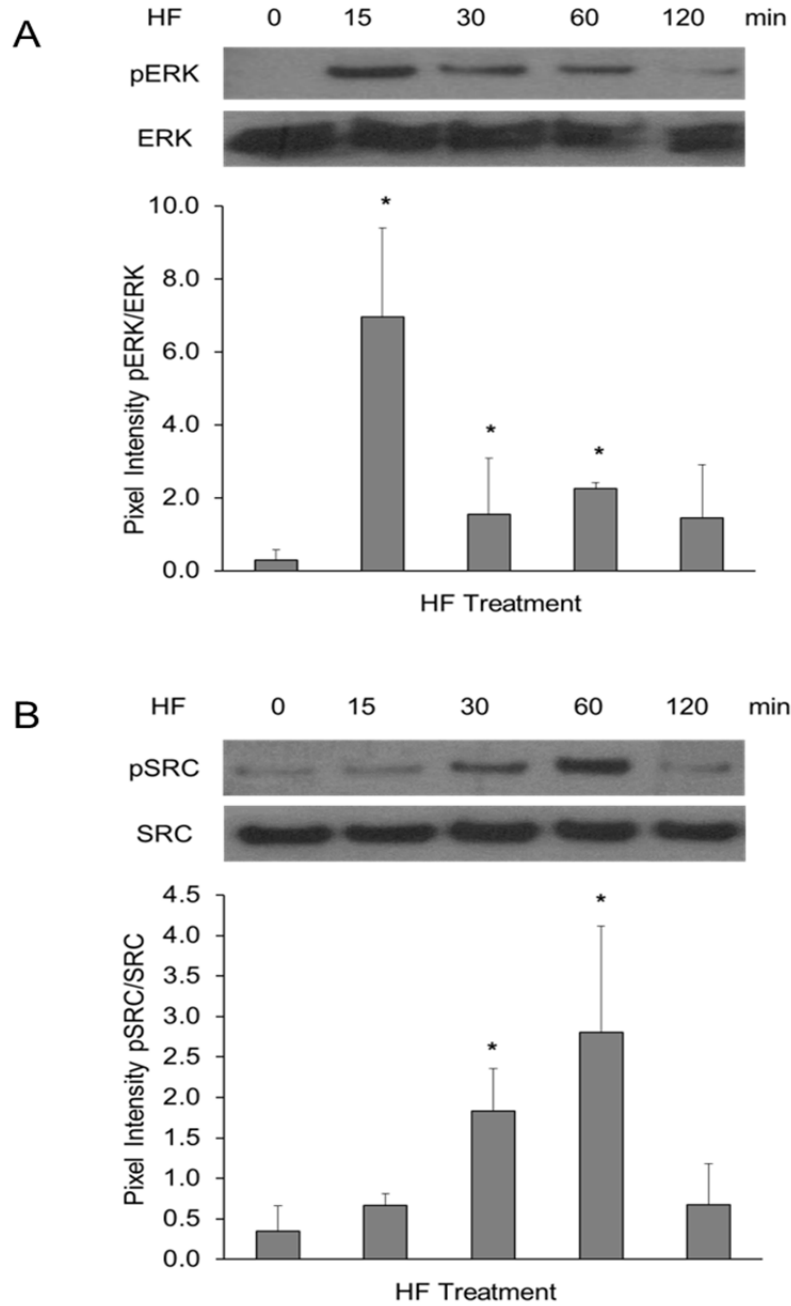 A
HF 0 15 30 60 120 min
pERK
ERK
Pixel Intensity pERK/ERK
10.0
8.0
6.0
4.0
2.0
0.0
*
*
*
HF Treatment
B
HF 0 15 30 60 120 min
pSRC
SRC
Pixel Intensity pSRC/SRC
4.5
4.0
3.5
3.0
2.5
2.0
1.5
1.0
0.5
0.0
*
*
HF Treatment